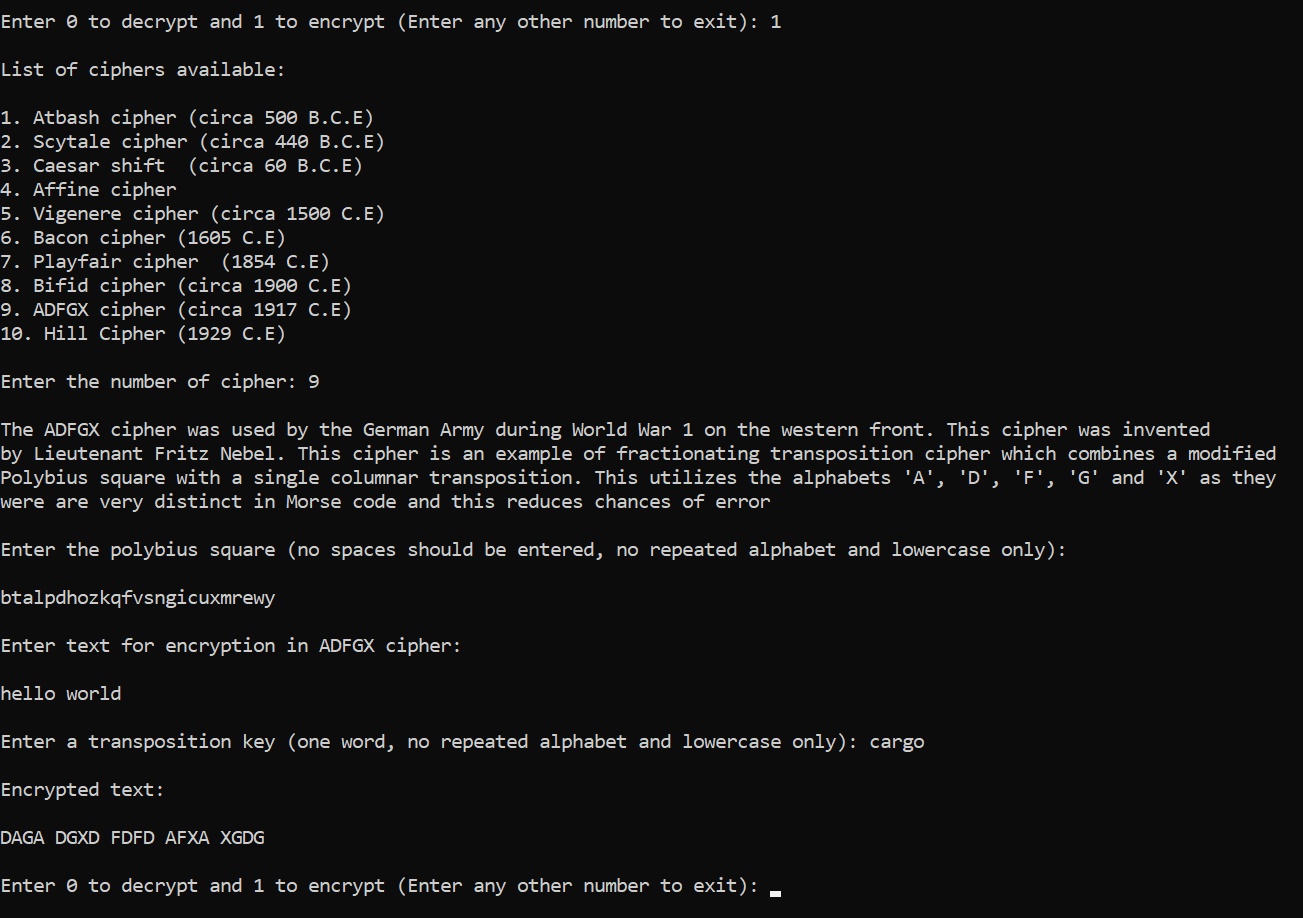 Enter 0 to decrypt and 1 to encrypt (Enter any other number to exit): 1
List of ciphers available:
1. Atbash cipher (circa 500 B.C.E)
2. Scytale cipher (circa 440 B.C.E)
3. Caesar shift  (circa 60 B.C.E)
4. Affine cipher
5. Vigenere cipher (circa 1500 C.E)
6. Bacon cipher (1605 C.E)
7. Playfair cipher  (1854 C.E)
8. Bifid cipher (circa 1900 C.E)
9. ADFGX cipher (circa 1917 C.E)
10. Hill Cipher (1929 C.E)
Enter the number of cipher: 9
The ADFGX cipher was used by the German Army during World War 1 on the western front. This cipher was invented
by Lieutenant Fritz Nebel. This cipher is an example of fractionating transposition cipher which combines a modified
Polybius square with a single columnar transposition. This utilizes the alphabets 'A', 'D', 'F', 'G' and 'X' as they
were are very distinct in Morse code and this reduces chances of error
Enter the polybius square (no spaces should be entered, no repeated alphabet and lowercase only):
btalpdhozkqfvsngicuxmrewy
Enter text for encryption in ADFGX cipher:
hello world
Enter a transposition key (one word, no repeated alphabet and lowercase only): cargo
Encrypted text:
DAGA DGXD FDFD AFXA XGDG
Enter 0 to decrypt and 1 to encrypt (Enter any other number to exit):